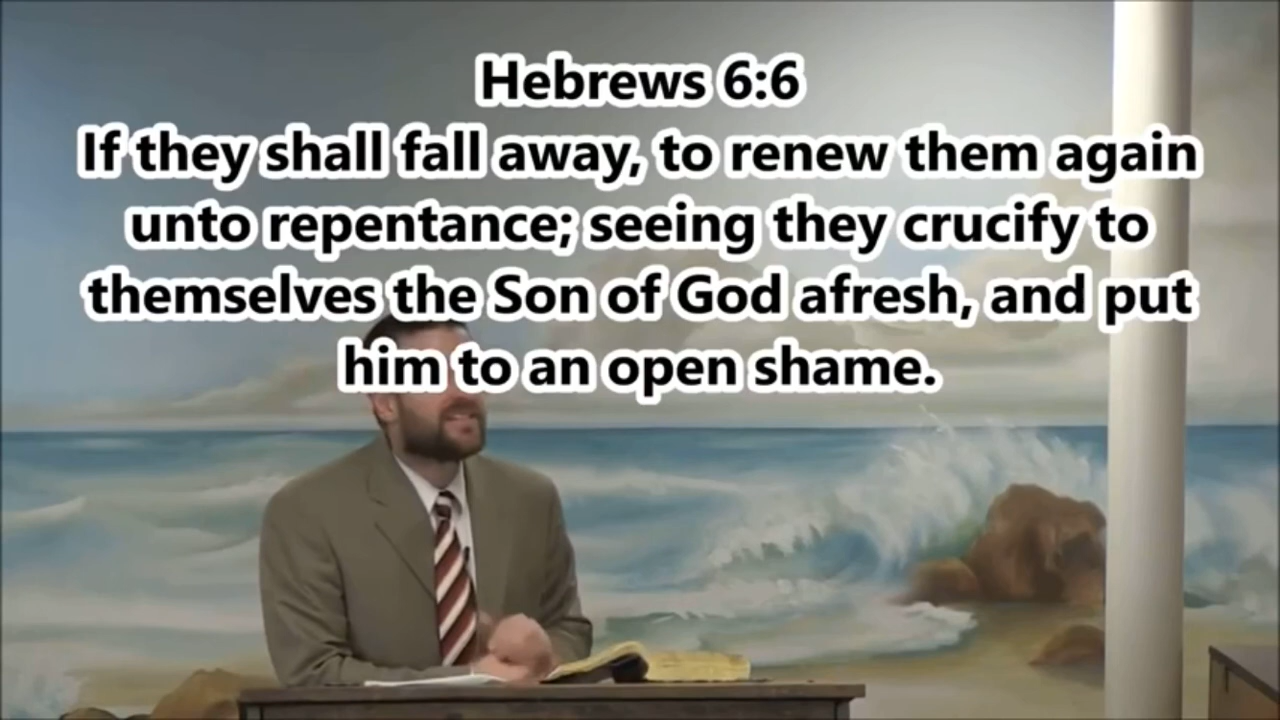 Hebrews 6:6
If they shall fall away, to renew them again
unto repentance; seeing they crucify to
themselves the Son of God afresh, and put
him to an open shame.